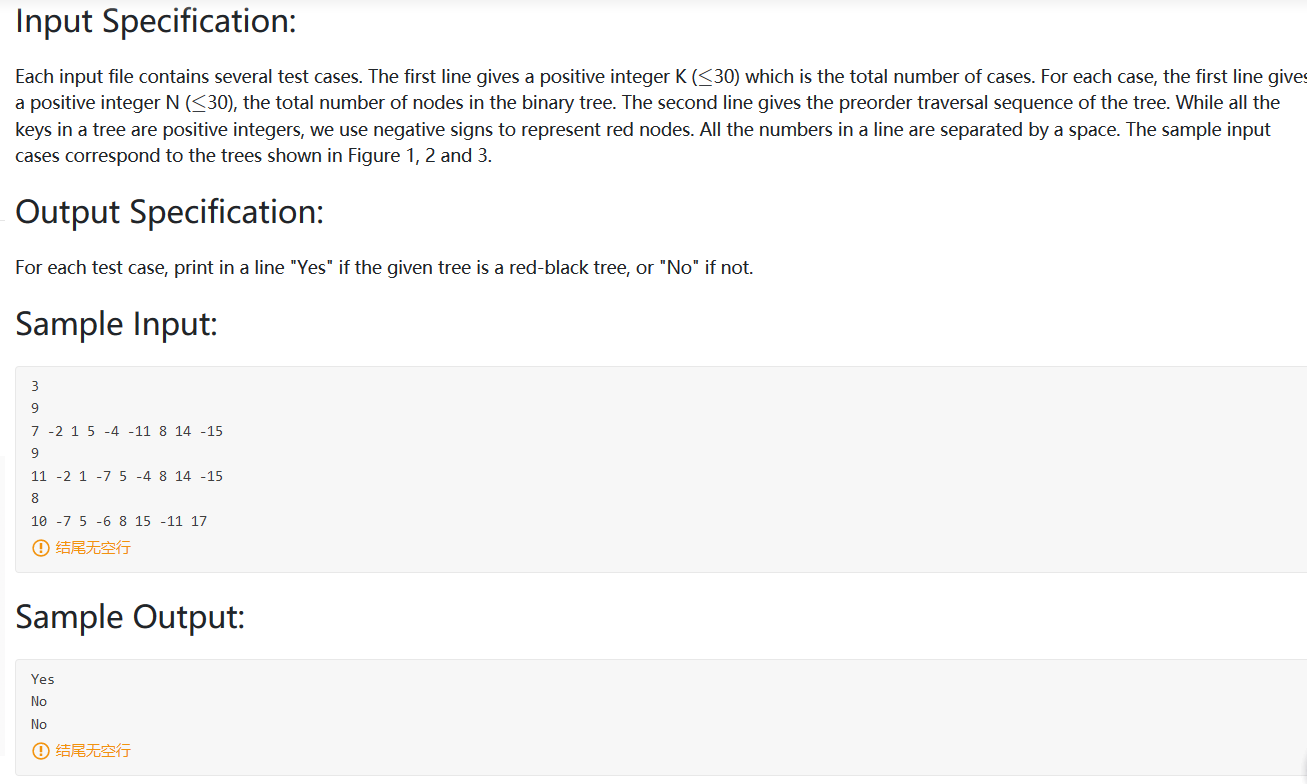 Input Specification:
Each input file contains several test cases. The first line gives a positive integer K (≤30) which is the total number of cases. For each case, the first line gives
a positive integer N (≤30), the total number of nodes in the binary tree. The second line gives the preorder traversal sequence of the tree. While all the
keys in a tree are positive integers, we use negative signs to represent red nodes. All the numbers in a line are separated by a space. The sample input
cases correspond to the trees shown in Figure 1, 2 and 3.
Output Specification:
For each test case, print in a line "Yes" if the given tree is a red-black tree, or "No" if not.
Sample Input:
3
9
7 -2 1 5 -4 -11 8 14 -15
9
11 -2 1 -7 5 -4 8 14 -15
8
10 -7 5 -6 8 15 -11 17
结尾无空行
Sample Output:
Yes
No
No
结尾无空行